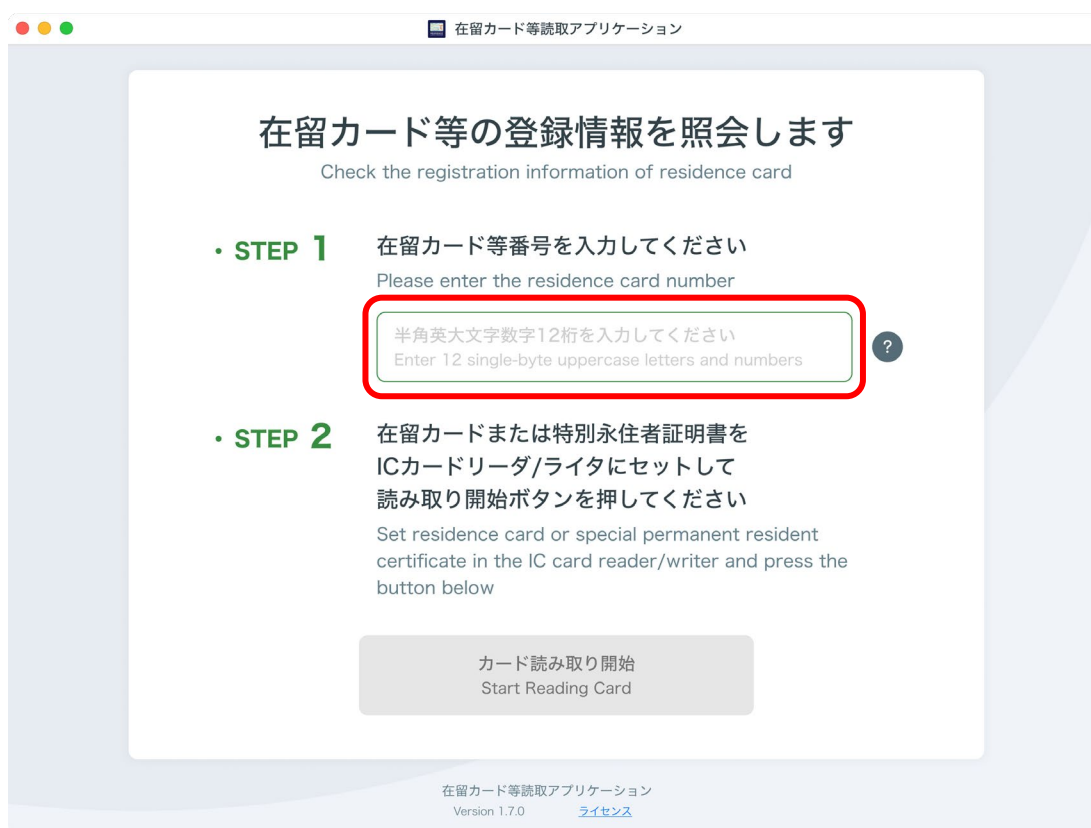 在留カード等読取アプリケーション
在留カード等の登録情報を照会します
Check the registration information of residence card
・STEP 1
在留カード等番号を入力してください
Please enter the residence card number
半角英大文字数字12桁を入力してください
Enter 12 single-byte uppercase letters and numbers
?
・STEP 2
在留カードまたは特別永住者証明書を
ICカードリーダ/ライタにセットして
読み取り開始ボタンを押してください
Set residence card or special permanent resident
certificate in the IC card reader/writer and press the
button below
カード読み取り開始
Start Reading Card
在留カード等読取アプリケーション
Version 1.7.0 ライセンス